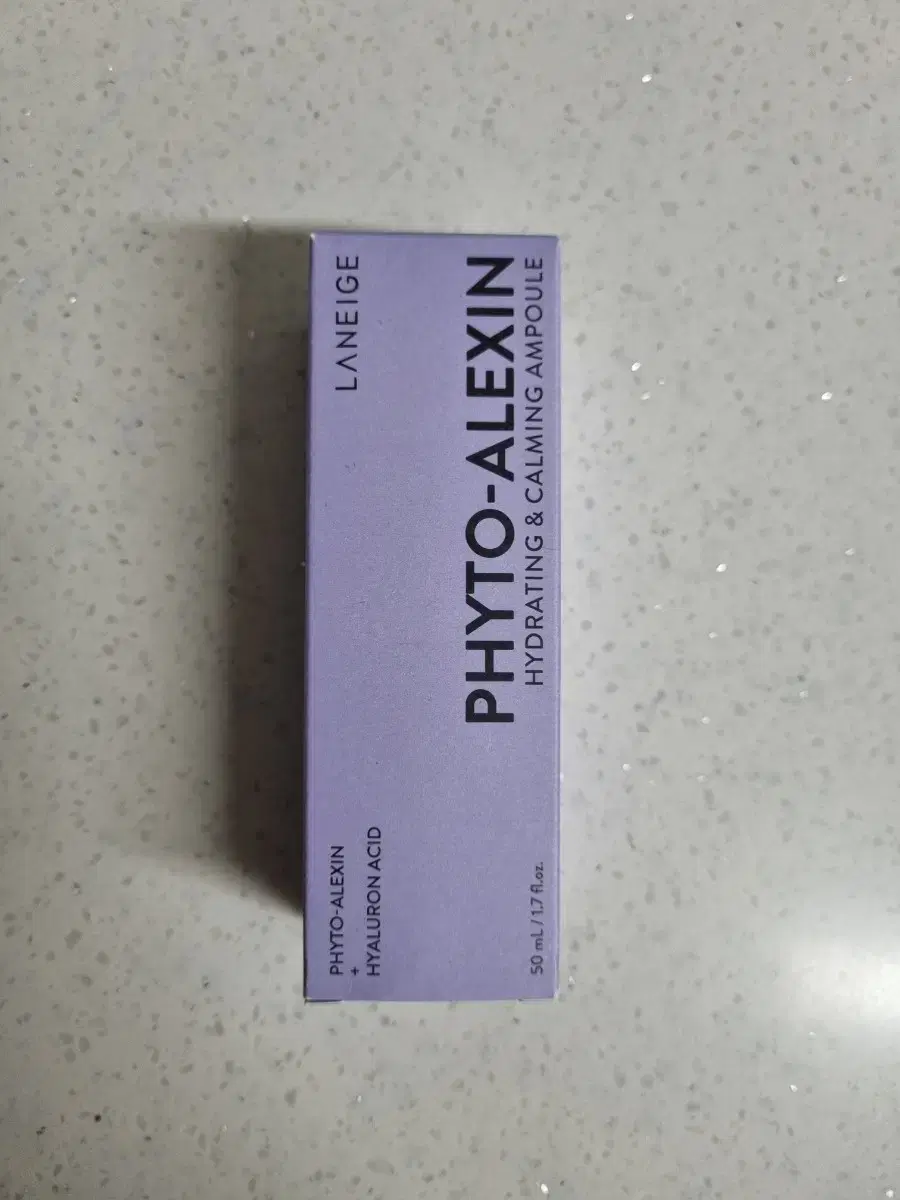 LANEIGE
PHYTO-ALEXIN
HYDRATING & CALMING AMPOULE
PHYTO-ALEXIN
+
HYALURON ACID
50 mL / 1.7 fl.oz.